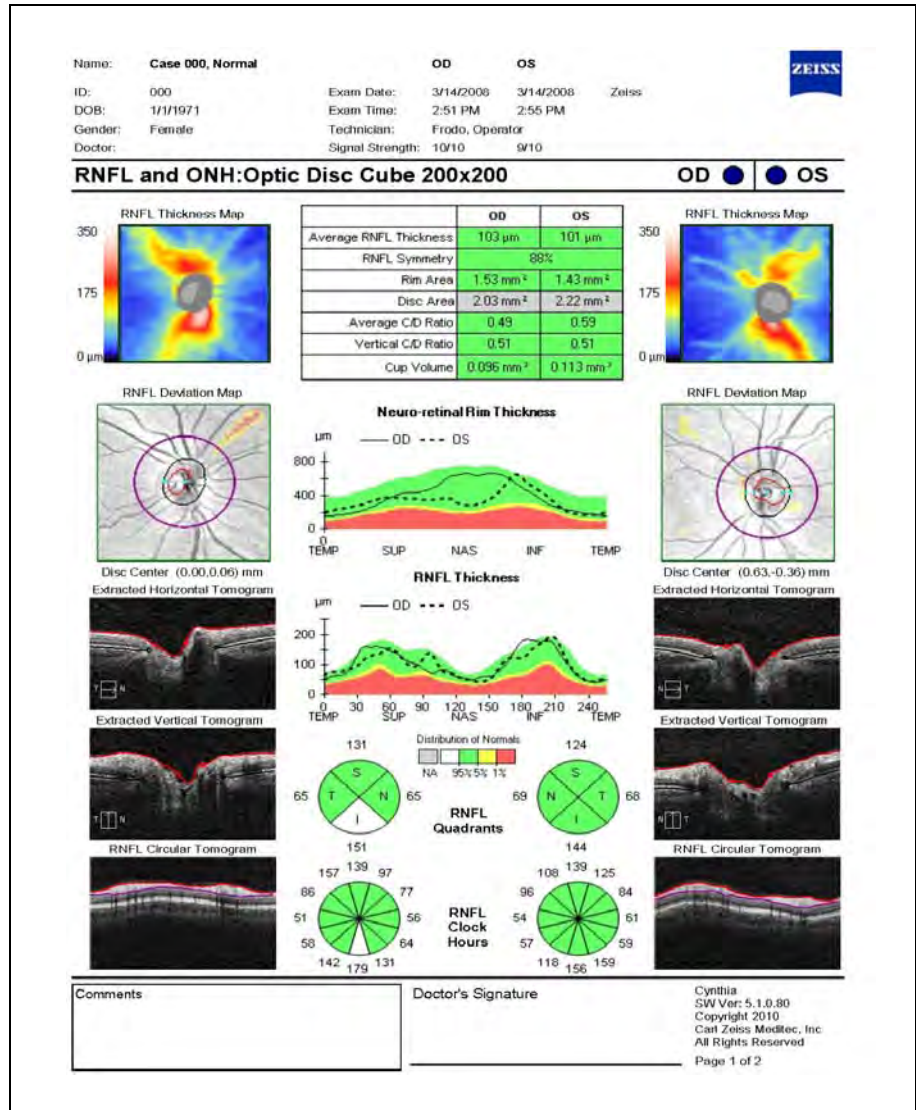 Name: Case 000, Normal OD OS
ZEISS
ID: 000 Exam Date: 3/14/2008 3/14/2008 Zeiss
DOB: 1/1/1971 Exam Time: 2:51 PM 2:55 PM
Gender: Female Technician: Frodo, Operator
Doctor: Signal Strength: 10/10 9/10
RNFL and ONH:Optic Disc Cube 200x200 OD OS
RNFL Thickness Map
350
175
0 µm
OD OS
Average RNFL Thickness 103 µm 101 µm
RNFL Symmetry 88%
Rim Area 1.53 mm² 1.43 mm²
Disc Area 2.03 mm² 2.22 mm²
Average C/D Ratio 0.49 0.59
Vertical C/D Ratio 0.51 0.51
Cup Volume 0.096 mm³ 0.113 mm³
RNFL Thickness Map
350
175
0 µm
RNFL Deviation Map
Disc Center (0.00,0.06) mm
Neuro-retinal Rim Thickness
µm OD OS
800
400
0
0
TEMP SUP NAS INF TEMP
RNFL Deviation Map
Disc Center (0.63,-0.36) mm
Extracted Horizontal Tomogram
T N
RNFL Thickness
µm OD OS
200
100
0
0 30 60 90 120 150 180 210 240
TEMP SUP NAS INF TEMP
Extracted Horizontal Tomogram
N T
Extracted Vertical Tomogram
T N
Distribution of Normals
NA 95% 5% 1%
Extracted Vertical Tomogram
N T
131
S
65 T N 65
I
151
RNFL
Quadrants
124
S
69 N T 68
I
144
RNFL Circular Tomogram
157 139 97
86 77
51 56
58 64
142 179 131
RNFL
Clock
Hours
108 139 125
96 84
54 61
57 59
118 156 159
RNFL Circular Tomogram
Comments
Doctor's Signature
Cynthia
SW Ver: 5.1.0.80
Copyright 2010
Carl Zeiss Meditec, Inc
All Rights Reserved
Page 1 of 2